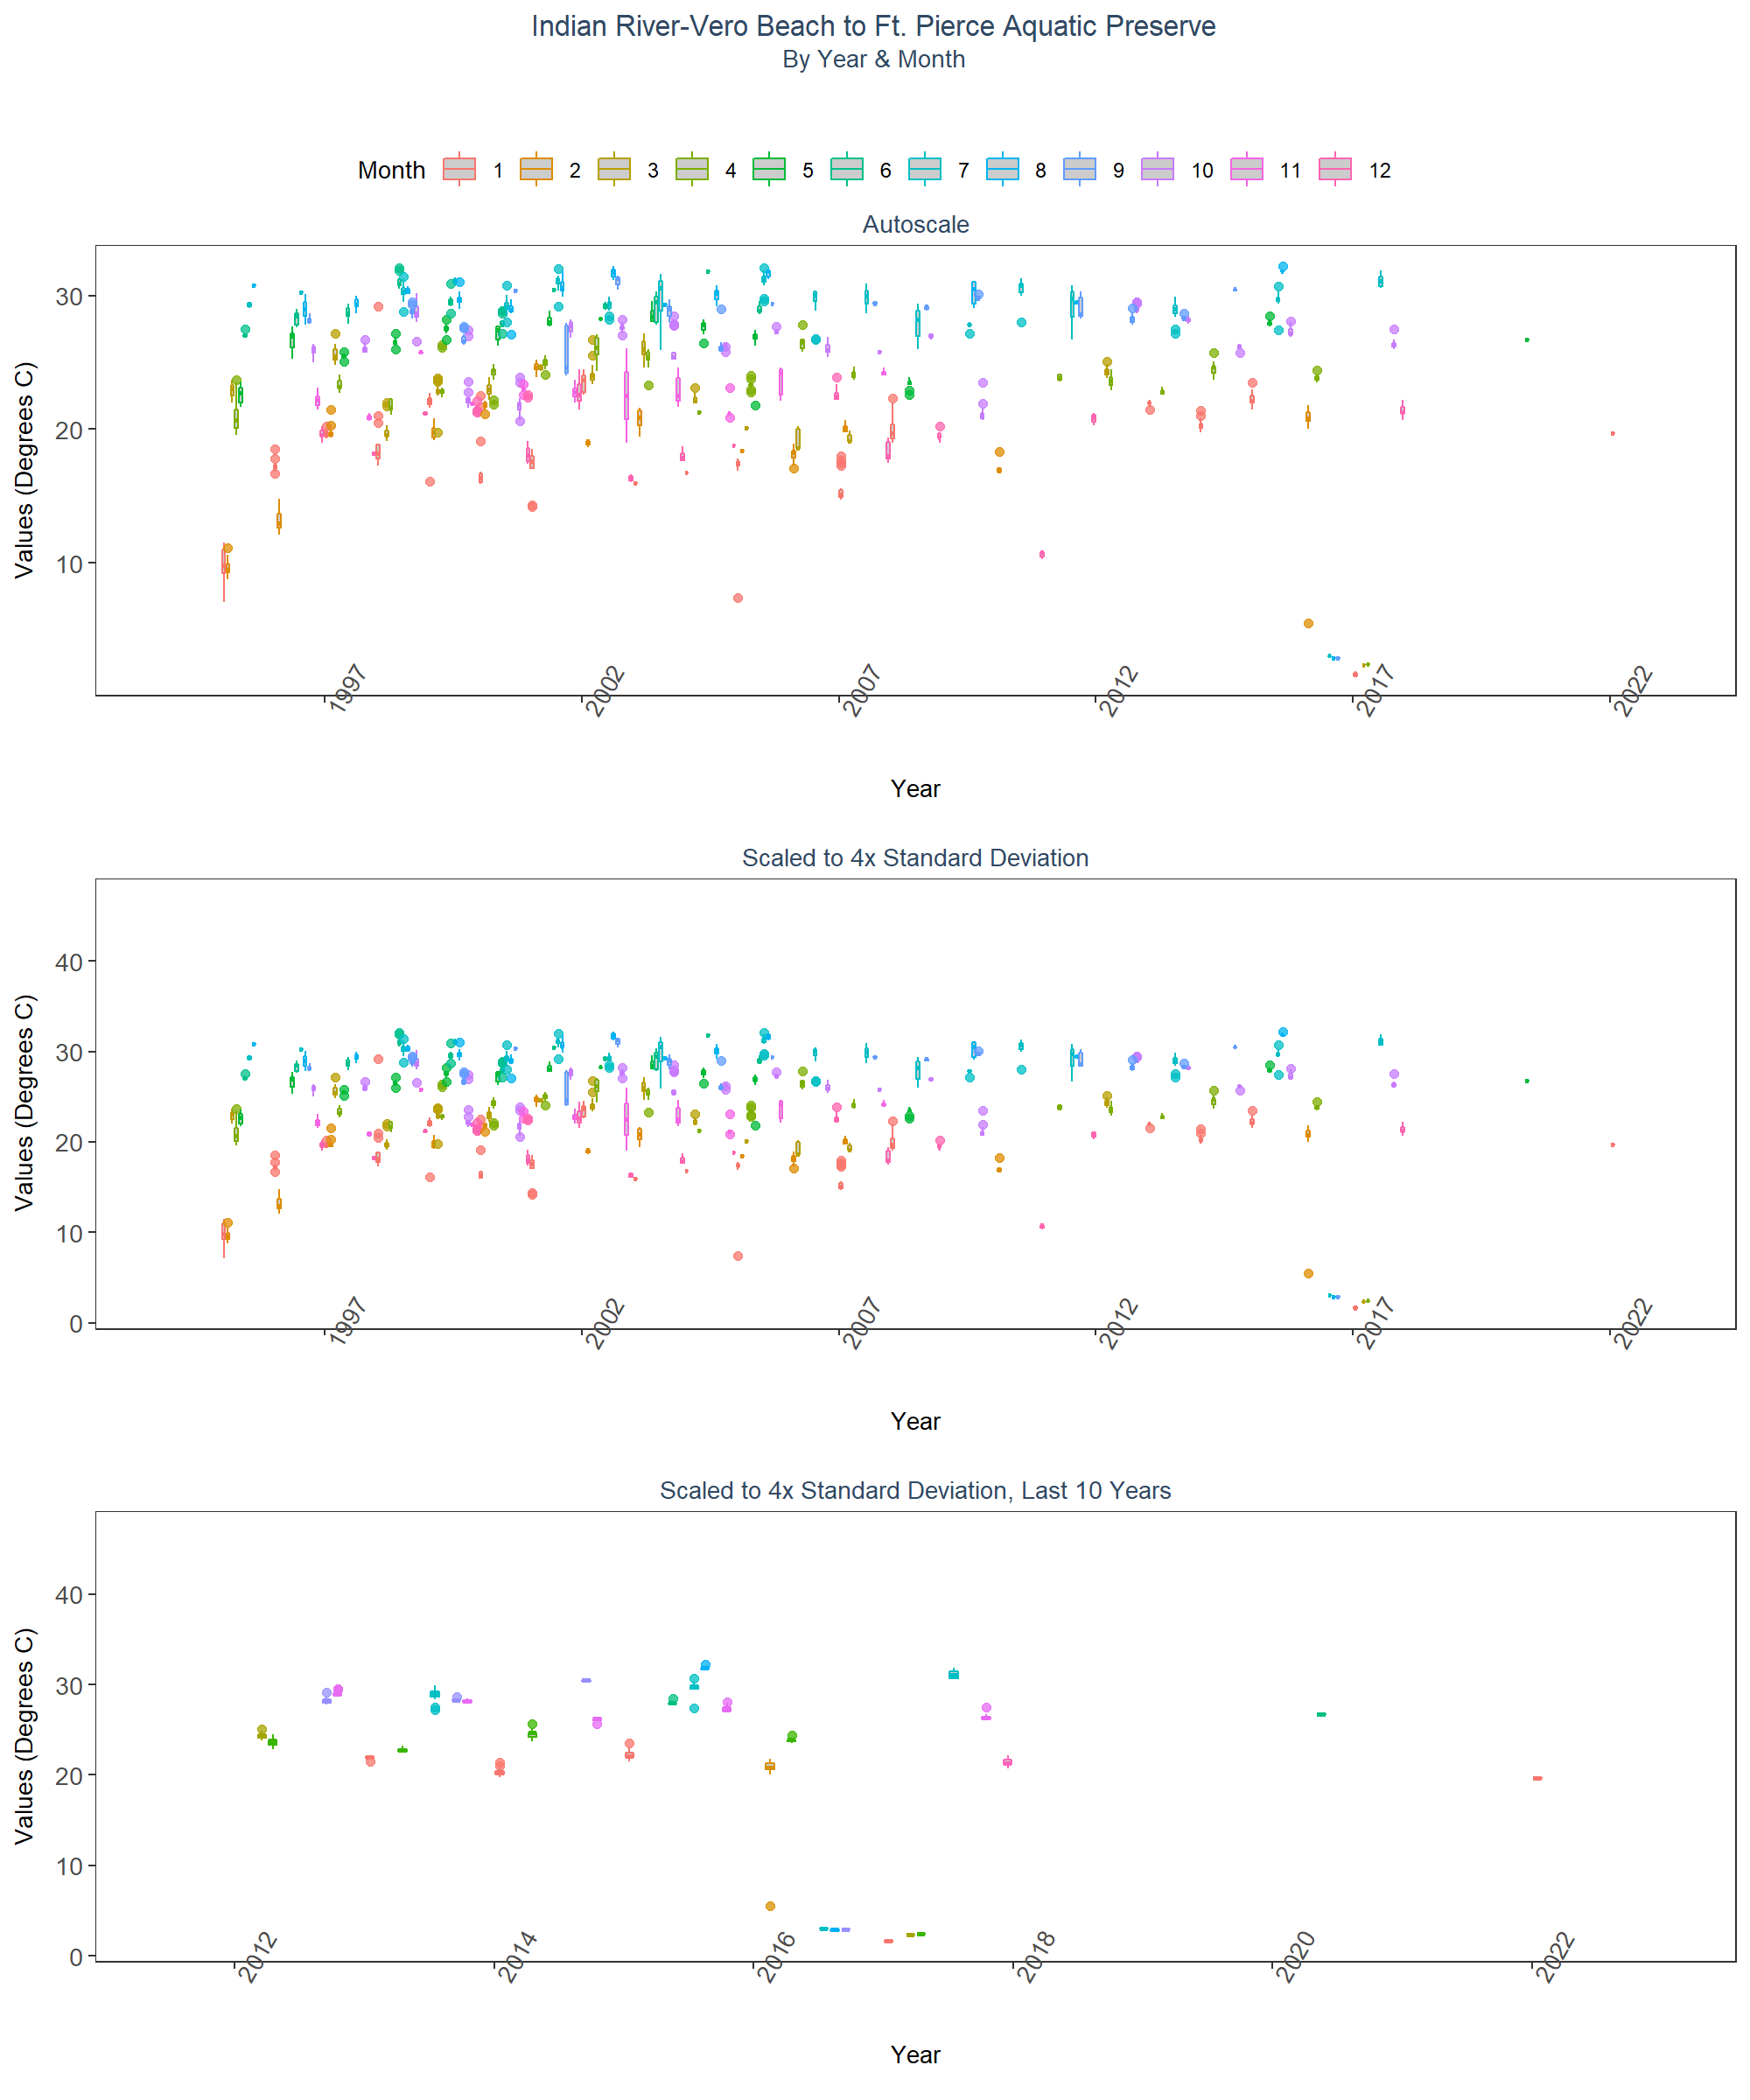 Indian River-Vero Beach to Ft. Pierce Aquatic Preserve
By Year & Month
Month 1 2 3 4 5 6 7 8 9 10 11 12
Autoscale
Values (Degrees C)
30
20
10
1997 2002 2007 2012 2017 2022
Year
Scaled to 4x Standard Deviation
Values (Degrees C)
40
30
20
10
0
1997 2002 2007 2012 2017 2022
Year
Scaled to 4x Standard Deviation, Last 10 Years
Values (Degrees C)
40
30
20
10
0
2012 2014 2016 2018 2020 2022
Year